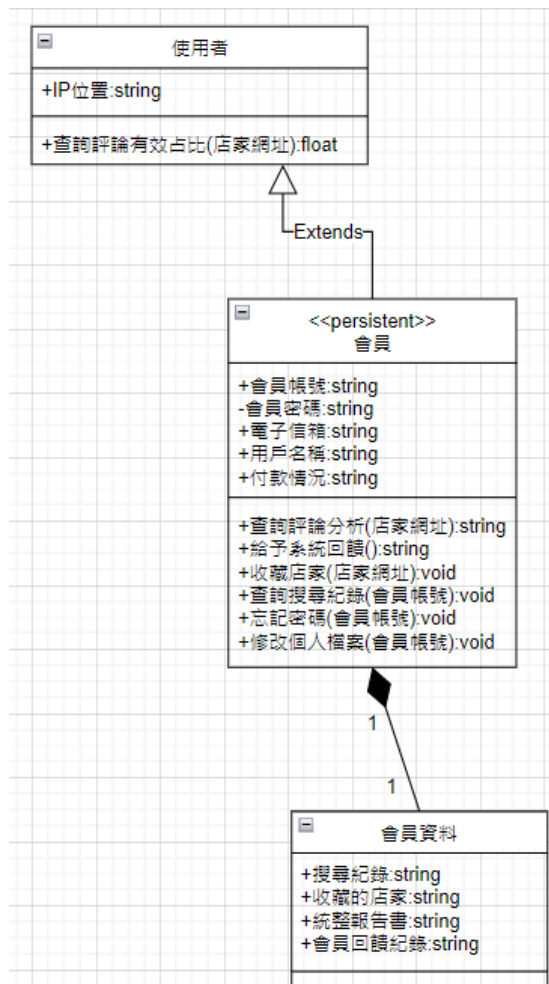 使用者
+IP位置:string
+查詢評論有效占比(店家網址):float
Extends
<<persistent>>
會員
+會員帳號:string
-會員密碼:string
+電子信箱:string
+用戶名稱:string
+付款情況:string
+查詢評論分析(店家網址):string
+給予系統回饋():string
+收藏店家(店家網址):void
+查詢搜尋紀錄(會員帳號):void
+忘記密碼(會員帳號):void
+修改個人檔案(會員帳號):void
1
1
會員資料
+搜尋紀錄:string
+收藏的店家:string
+統整報告書:string
+會員回饋紀錄:string